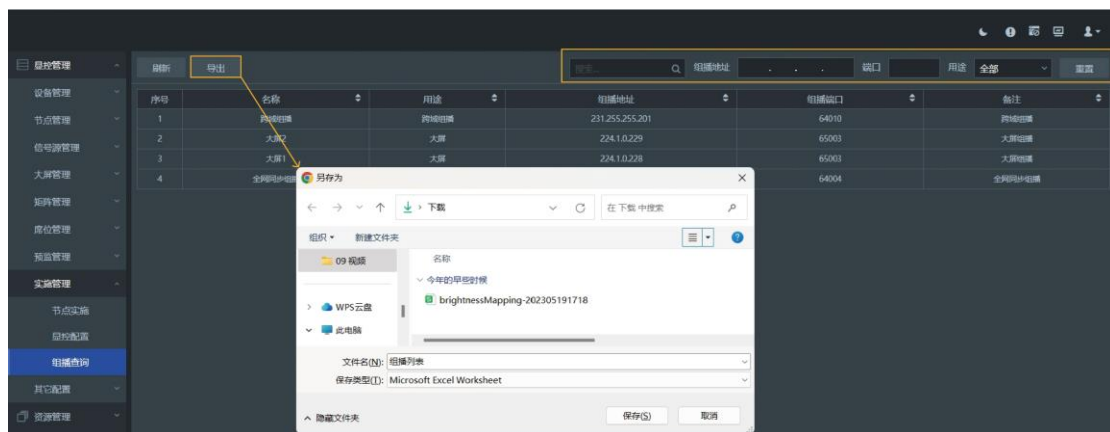 显控管理
刷新 导出 搜索... 组播地址 . . . 端口 用途 全部 重置
设备管理
节点管理
信号源管理
大屏管理
矩阵管理
席位管理
预监管理
实施管理
节点实施
显控配置
组播查询
其它配置
资源管理
序号 名称 用途 组播地址 组播端口 备注
1 跨域组播 跨域组播 231.255.255.201 64010 跨域组播
2 大屏2 大屏 224.1.0.229 65003 大屏组播
3 大屏1 大屏 224.1.0.228 65003 大屏组播
4 全网同步组播 64004 全网同步组播
另存为
下载 在 下载 中搜索
组织 新建文件夹
09 视频
WPS云盘
此电脑
名称
今年的早些时候
brightnessMapping-202305191718
文件名(N): 组播列表
保存类型(T): Microsoft Excel Worksheet
隐藏文件夹 保存(S) 取消